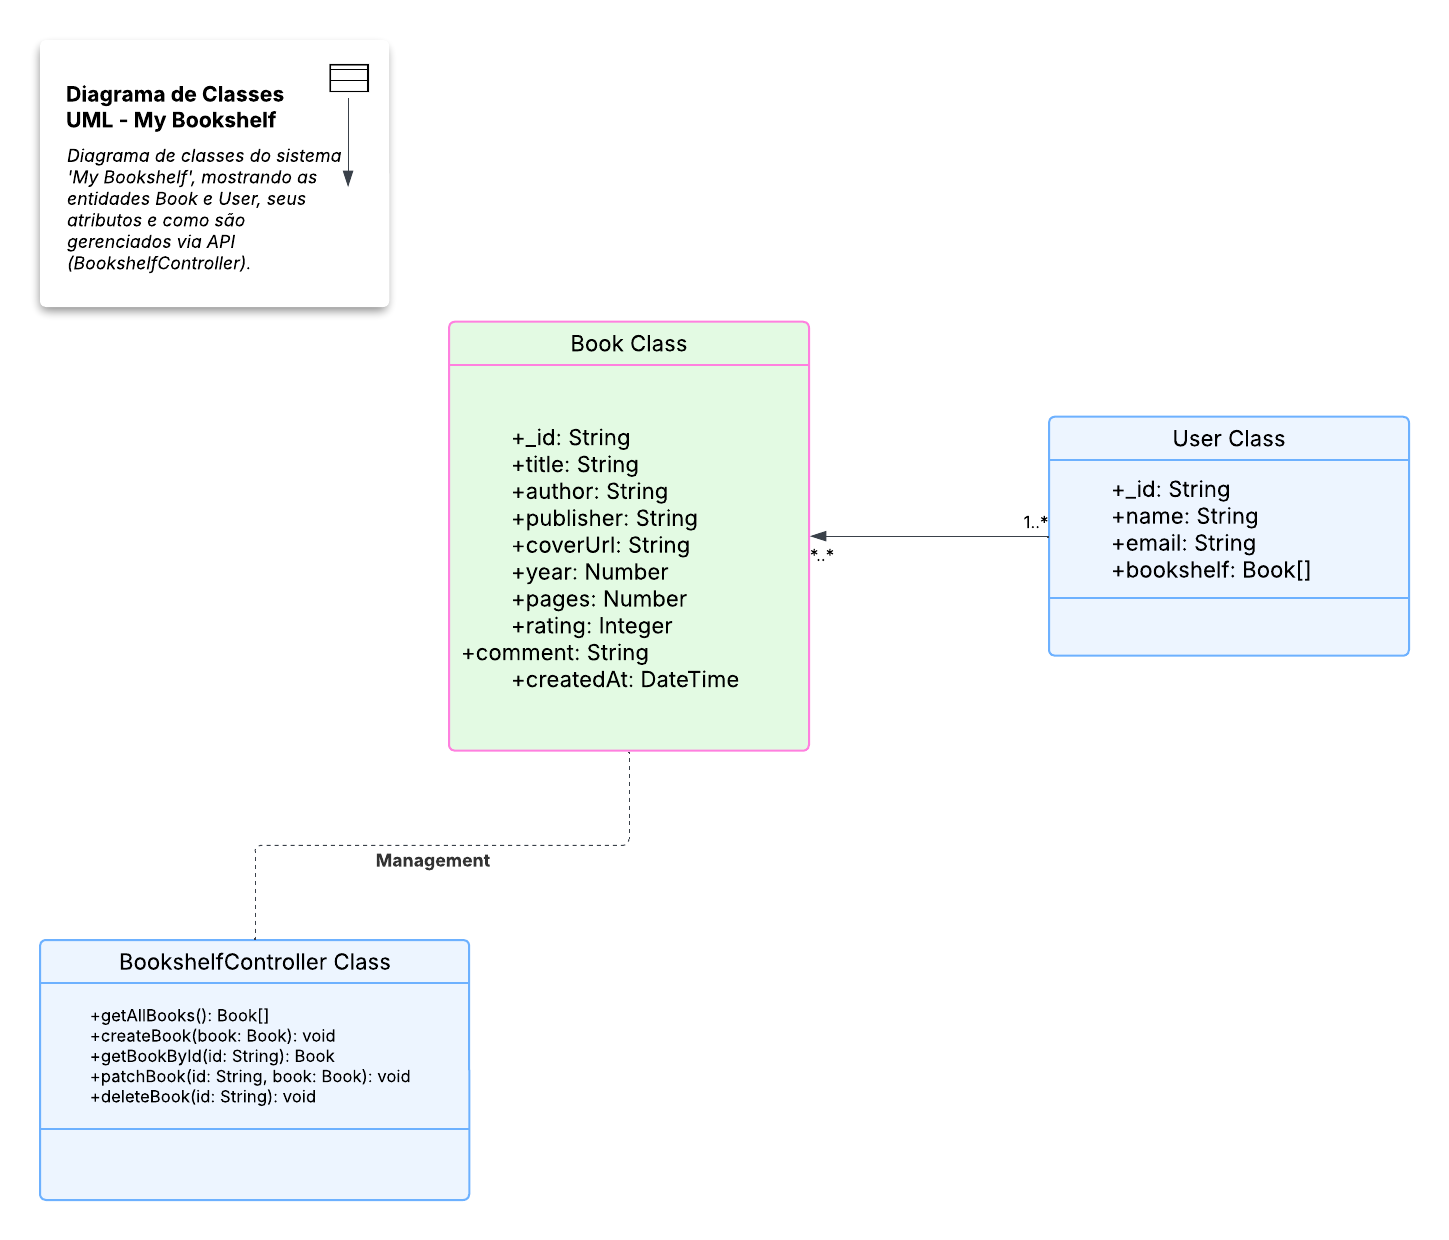 Diagrama de Classes
UML - My Bookshelf
Diagrama de classes do sistema
'My Bookshelf', mostrando as
entidades Book e User, seus
atributos e como são
gerenciados via API
(BookshelfController).
Book Class
+_id: String
+title: String
+author: String
+publisher: String
+coverUrl: String
+year: Number
+pages: Number
+rating: Integer
+comment: String
+createdAt: DateTime
*..*
1..*
User Class
+_id: String
+name: String
+email: String
+bookshelf: Book[]
Management
BookshelfController Class
+getAllBooks(): Book[]
+createBook(book: Book): void
+getBookById(id: String): Book
+patchBook(id: String, book: Book): void
+deleteBook(id: String): void